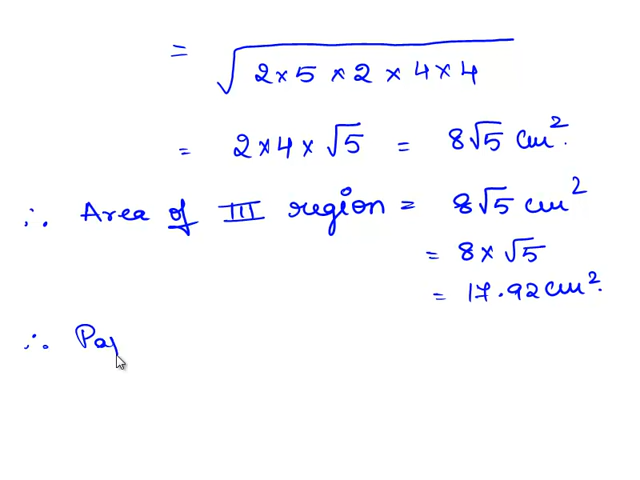 = √2×5×2×4×4
= 2×4×√5 = 8√5 cm².
∴ Area of III region = 8√5 cm²
= 8×√5
= 17.92 cm².
∴ Pap